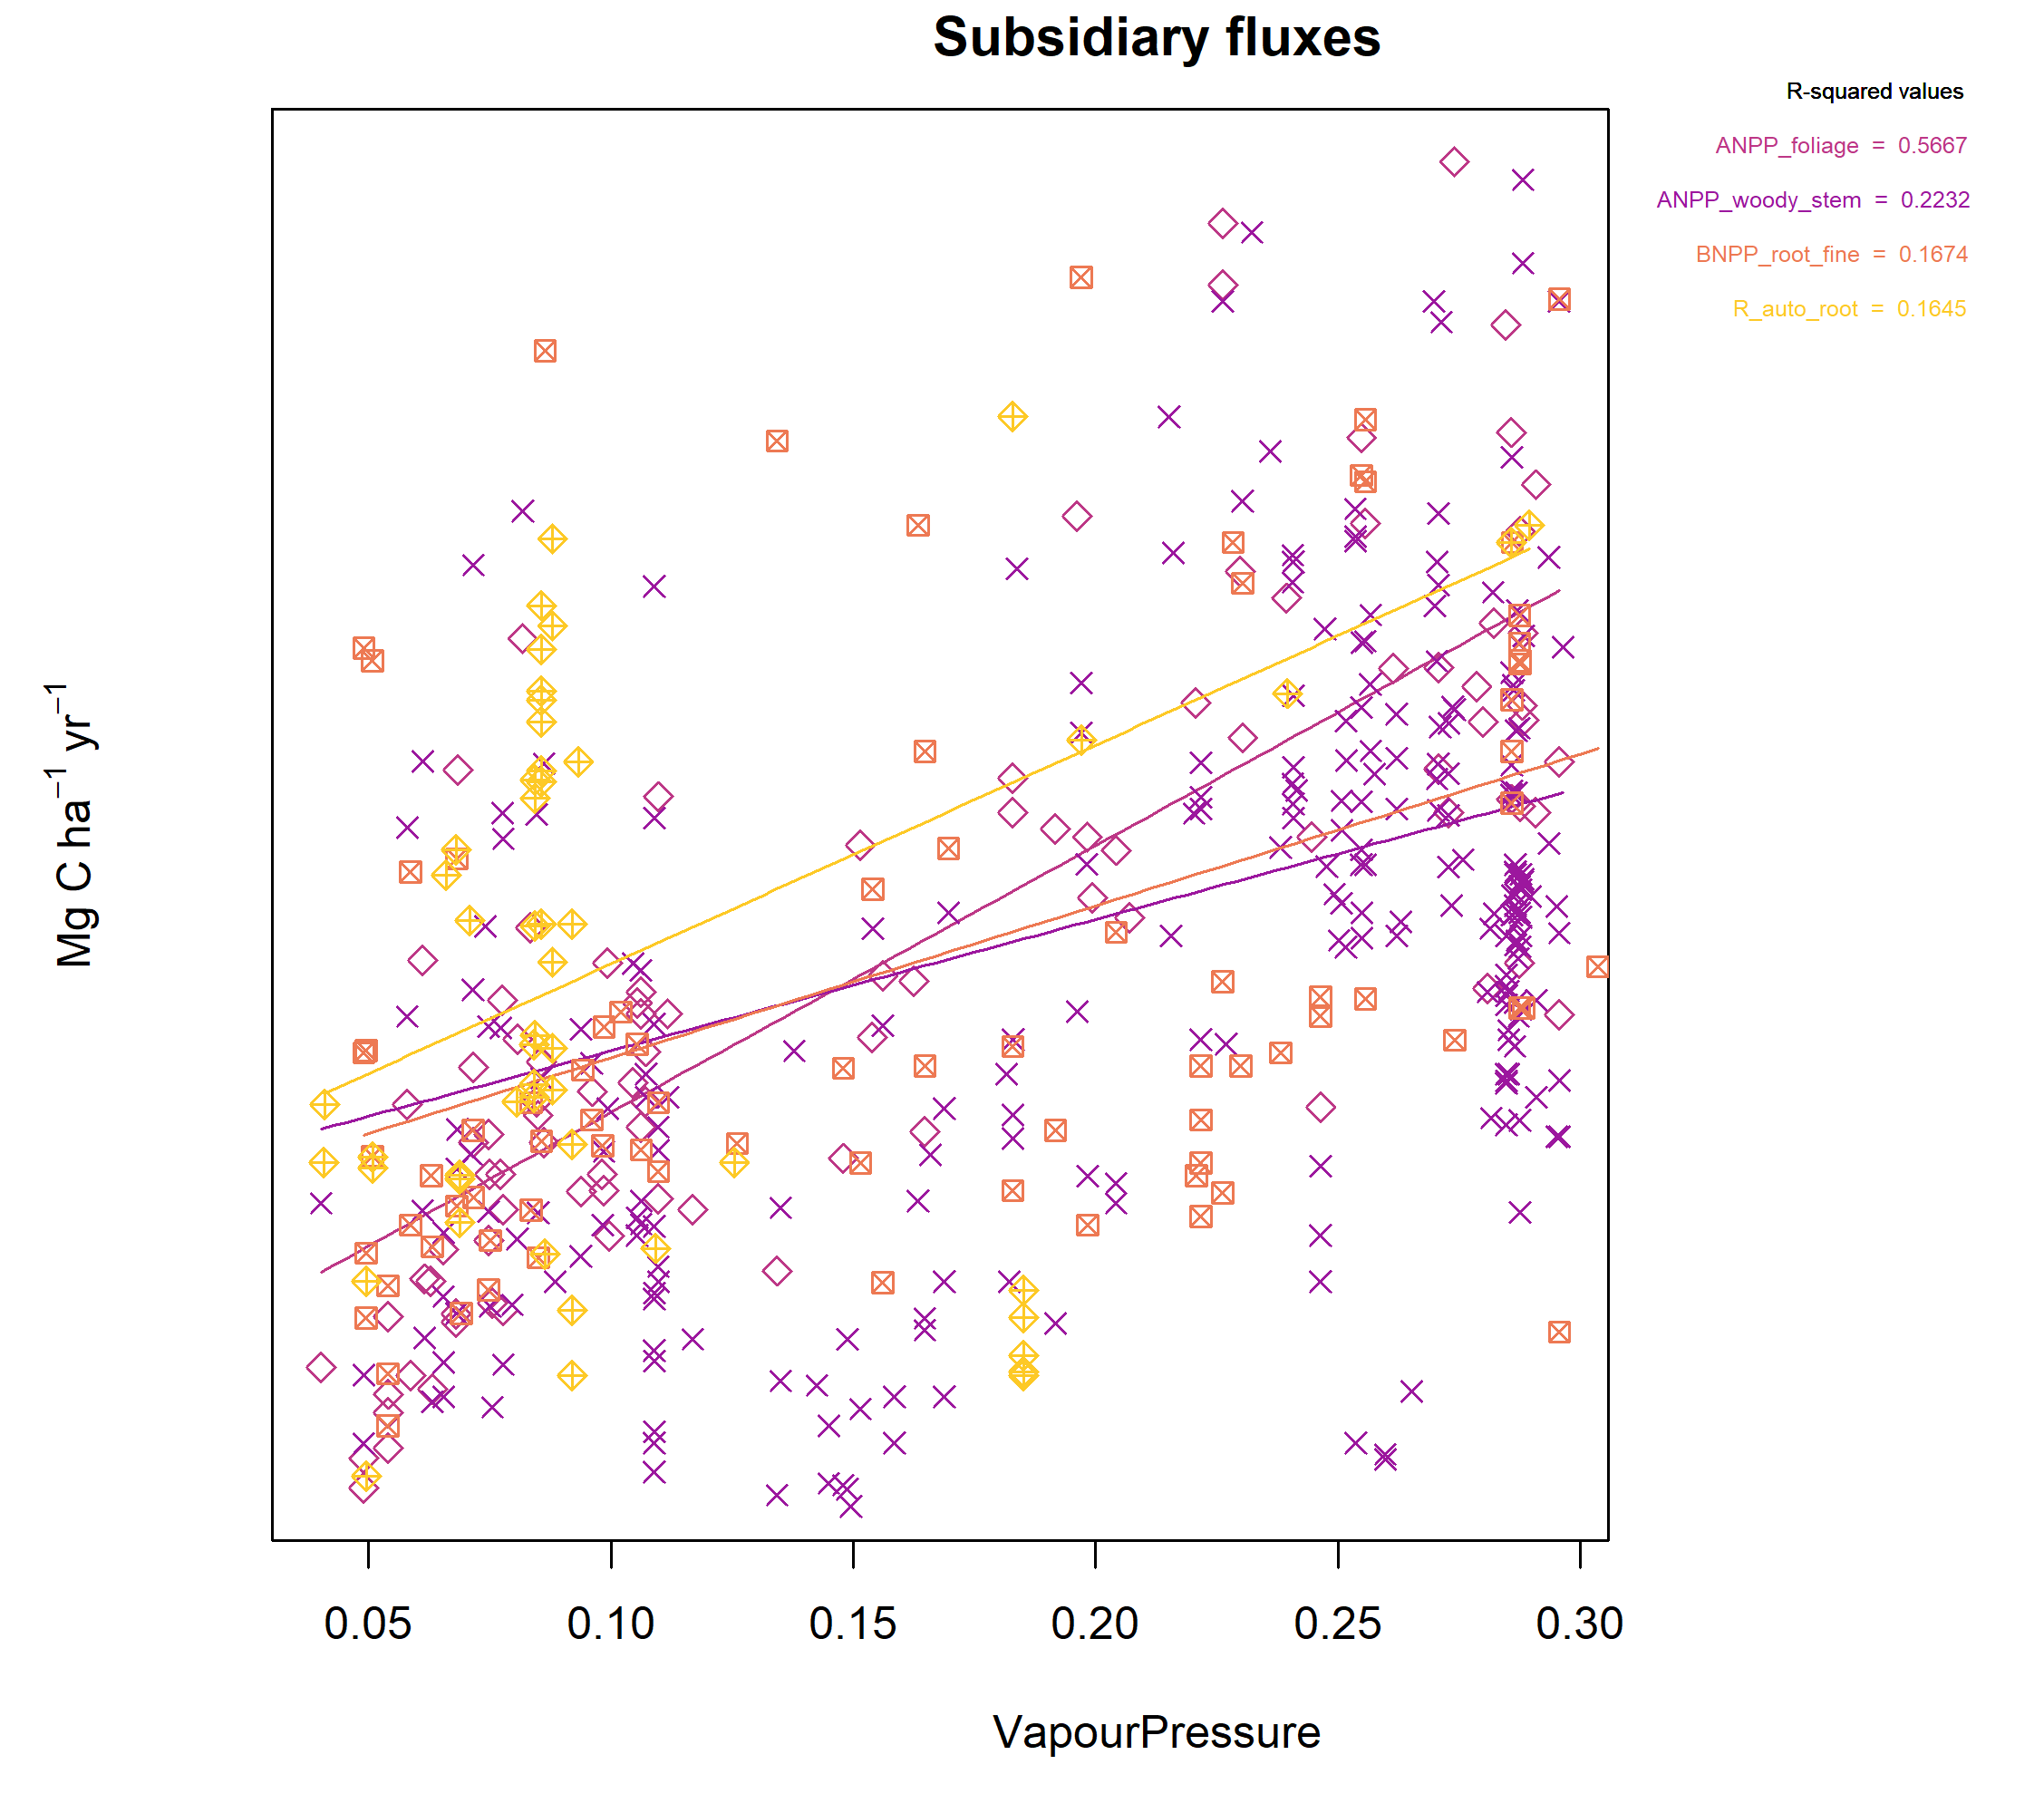 Subsidiary fluxes
R-squared values
ANPP_foliage = 0.5667
ANPP_woody_stem = 0.2232
BNPP_root_fine = 0.1674
R_auto_root = 0.1645
Mg C ha⁻¹ yr⁻¹
0.05 0.10 0.15 0.20 0.25 0.30
VapourPressure